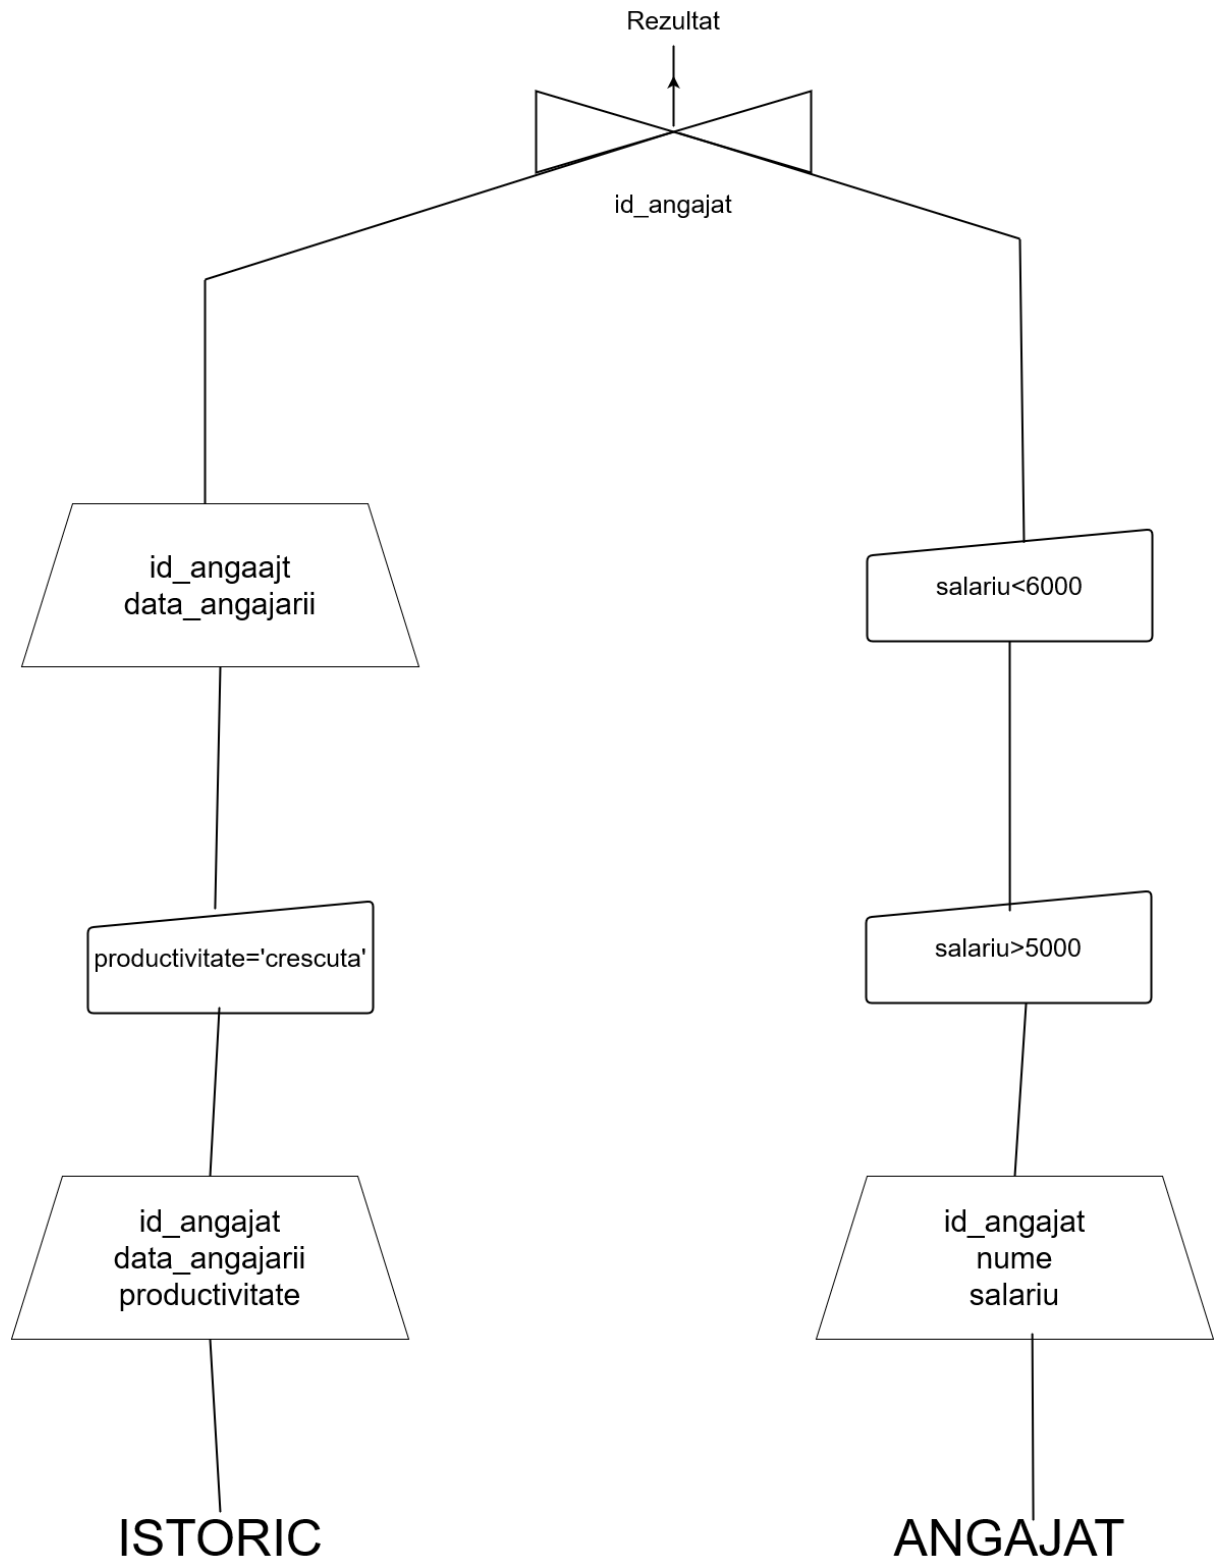 Rezultat
id_angajat
id_angaajt
data_angajarii
salariu<6000
productivitate='crescuta'
salariu>5000
id_angajat
data_angajarii
productivitate
id_angajat
nume
salariu
ISTORIC
ANGAJAT